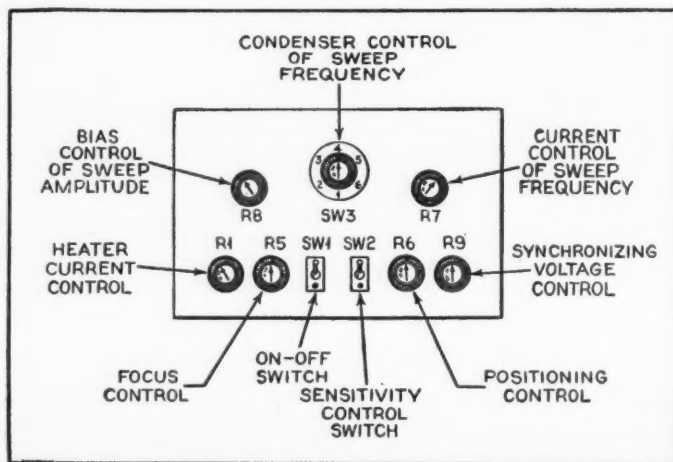 CONDENSER CONTROL
OF SWEEP
FREQUENCY
BIAS
CONTROL
OF SWEEP
AMPLITUDE
CURRENT
CONTROL
OF SWEEP
FREQUENCY
3 4 5
2 1 6
R8 SW3 R7
HEATER
CURRENT
CONTROL
R1 R5 SW1 SW2 R6 R9
SYNCHRONIZING
VOLTAGE
CONTROL
FOCUS
CONTROL
ON-OFF
SWITCH
SENSITIVITY
CONTROL
SWITCH
POSITIONING
CONTROL